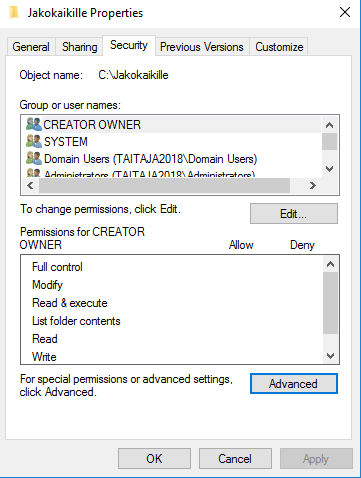 Jakokaikille Properties
General Sharing Security Previous Versions Customize
Object name: C:\Jakokaikille
Group or user names:
CREATOR OWNER
SYSTEM
Domain Users (TAITAJA2018\Domain Users)
Administrators (TAITAJA2018\Administrators)
To change permissions, click Edit.
Edit...
Permissions for CREATOR
OWNER Allow Deny
Full control
Modify
Read & execute
List folder contents
Read
Write
For special permissions or advanced settings,
click Advanced.
Advanced
OK Cancel Apply